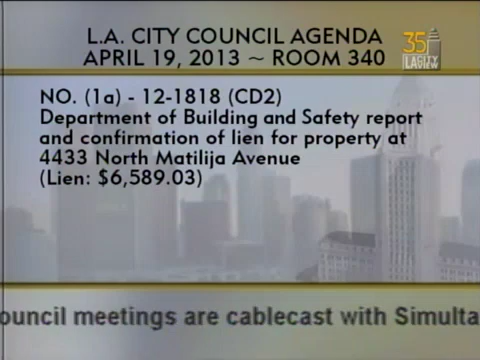 L.A. CITY COUNCIL AGENDA
APRIL 19, 2013 ~ ROOM 340
35
LA CITY
VIEW
NO. (1a) - 12-1818 (CD2)
Department of Building and Safety report
and confirmation of lien for property at
4433 North Matilija Avenue
(Lien: $6,589.03)
ouncil meetings are cablecast with Simulta